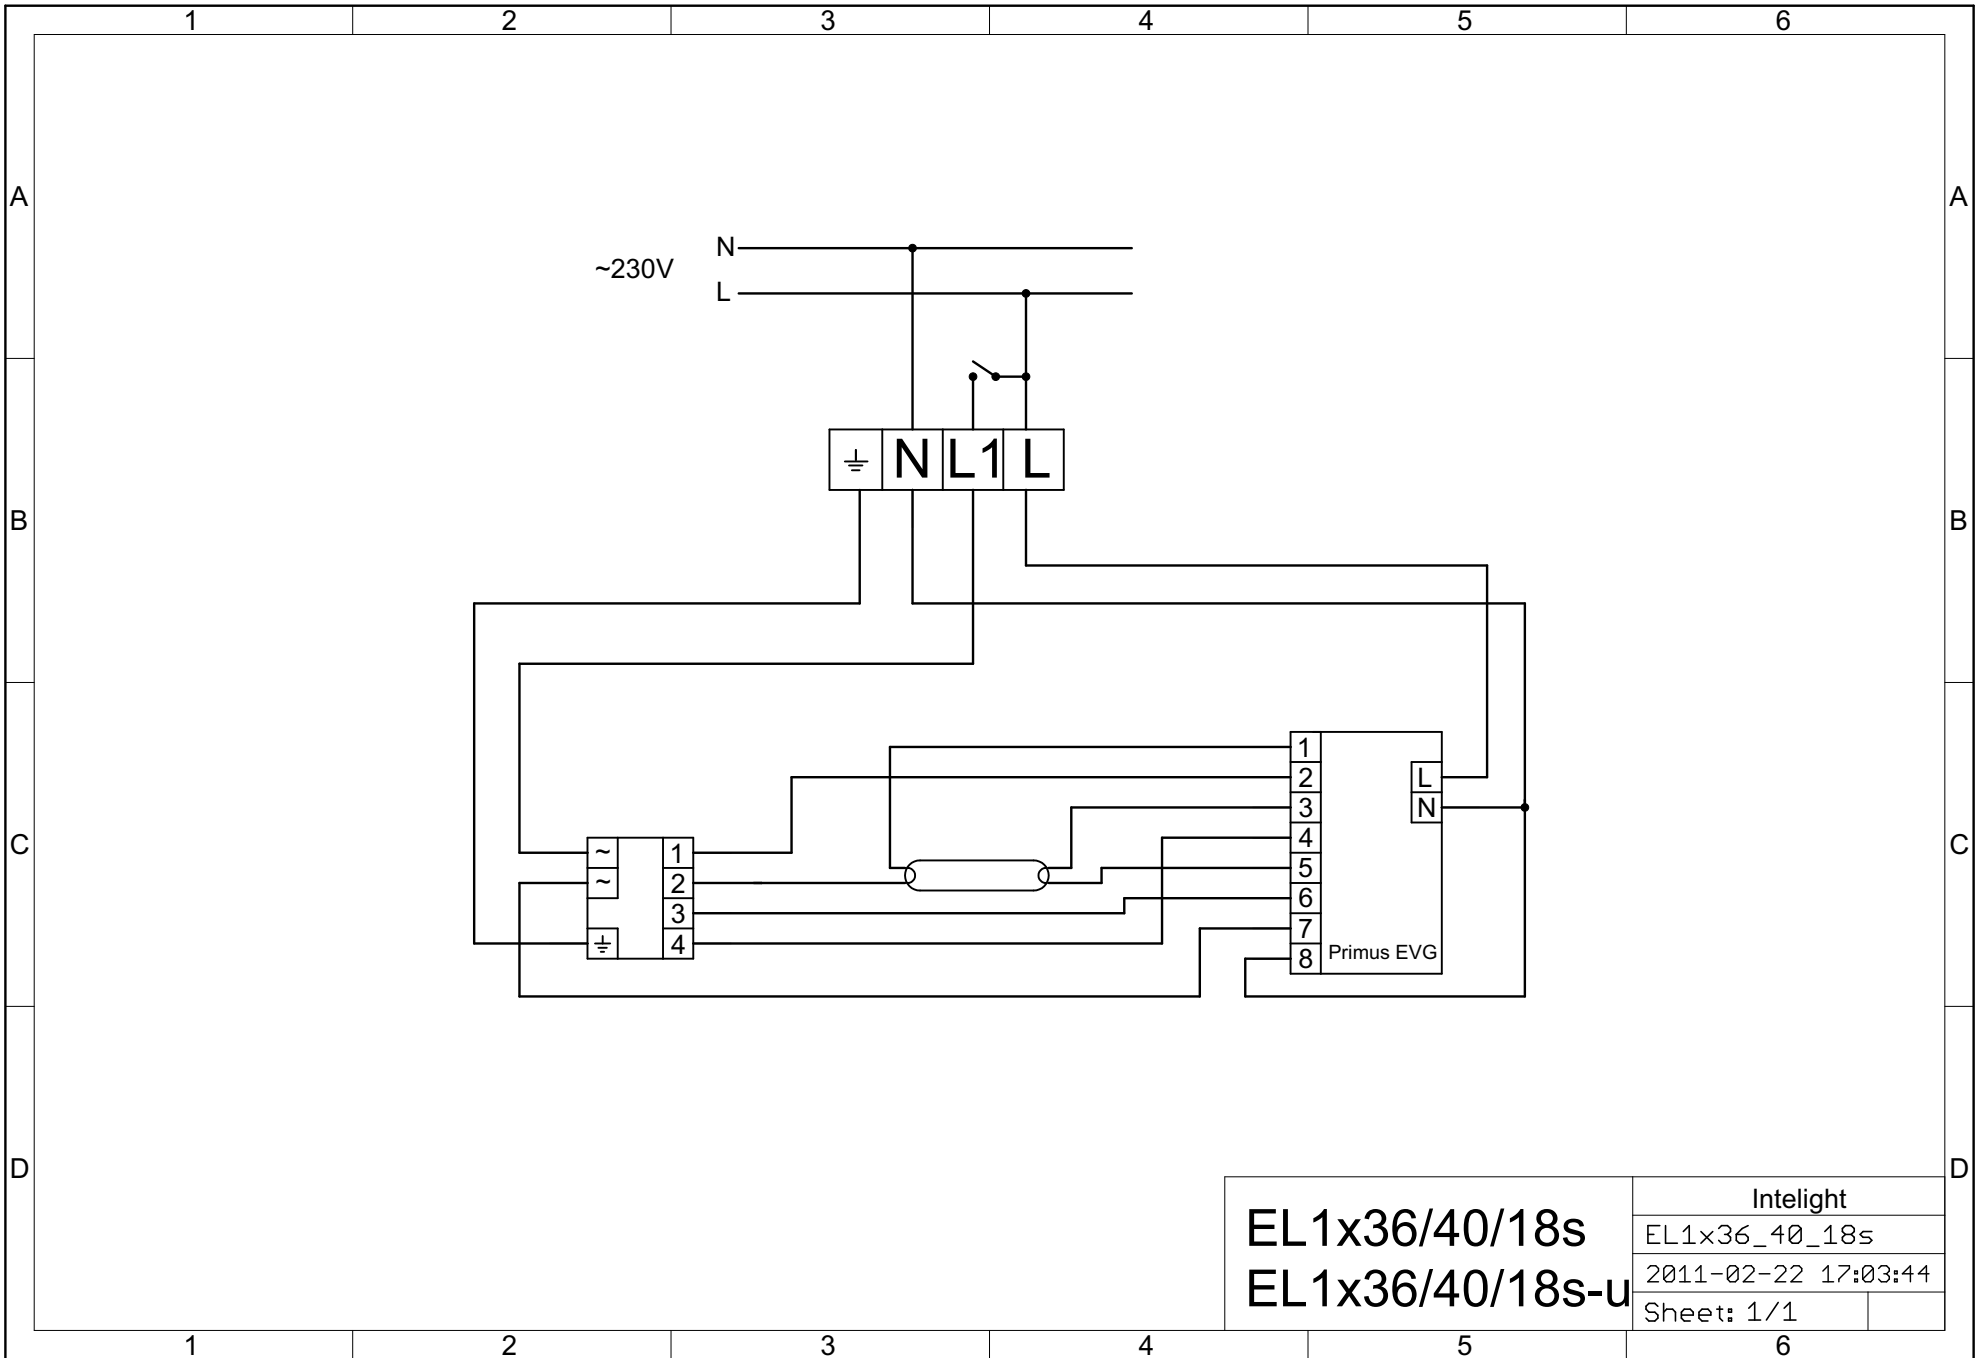 1 2 3 4 5 6
A A
N
~230V
L
N L1 L
B B
1
2 L
3 N
C C
4
~ 1
5
~ 2
6
3
7
4
8 Primus EVG
D D
Intelight
EL1x36/40/18s
EL1x36_40_18s
2011-02-22 17:03:44
EL1x36/40/18s-u
Sheet: 1/1
1 2 3 4 5 6